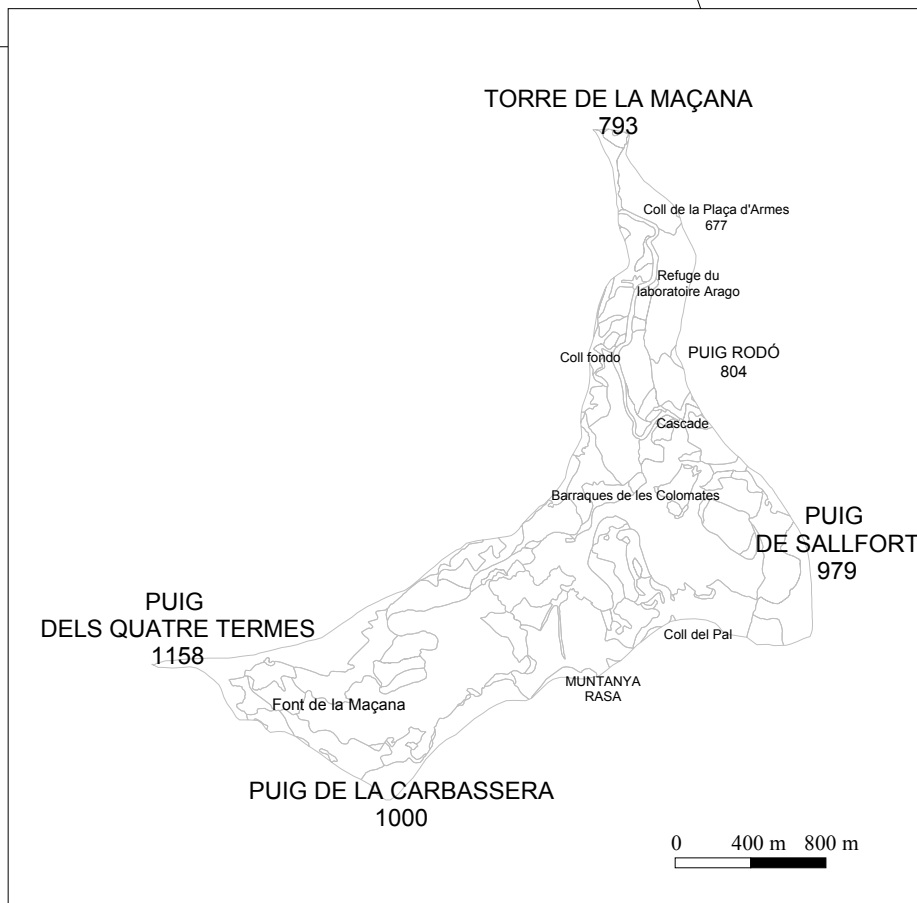 TORRE DE LA MAÇANA
793
Coll de la Plaça d'Armes
677
Refuge du
laboratoire Arago
Coll fondo
PUIG RODÓ
804
Cascade
Barraques de les Colomates
PUIG
DE SALLFORT
979
PUIG
DELS QUATRE TERMES
1158
Coll del Pal
MUNTANYA
RASA
Font de la Maçana
PUIG DE LA CARBASSERA
1000
0 400 m 800 m